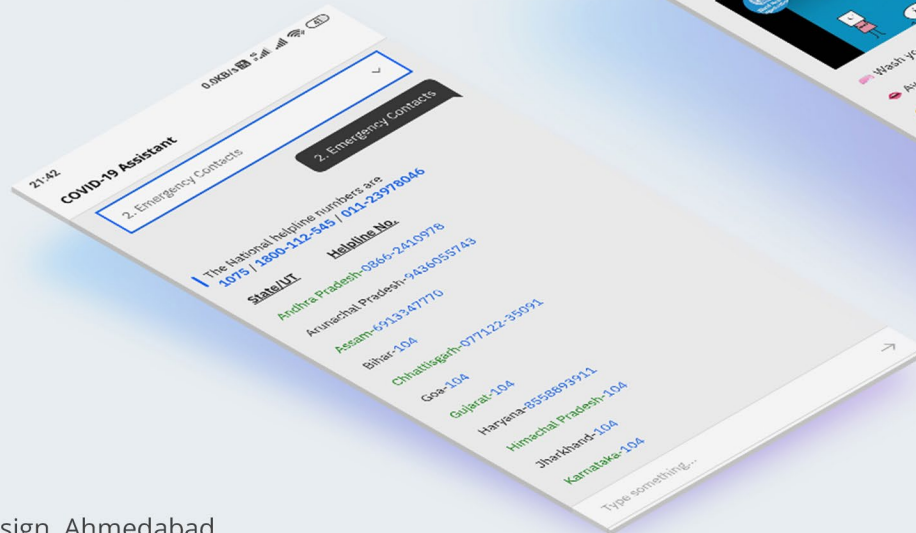 21:42
0.0KB/s
41
COVID-19 Assistant
2. Emergency Contacts
2. Emergency Contacts
The National helpline numbers are
1075 / 1800-112-545 / 011-23978046
State/UT Helpline No.
Andhra Pradesh-0866-2410978
Arunachal Pradesh-9436055743
Assam-6913347770
Bihar-104
Chhattisgarh-077122-35091
Goa-104
Gujarat-104
Haryana-8558893911
Himachal Pradesh-104
Jharkhand-104
Karnataka-104
Type something...
Wash
Ahmedabad